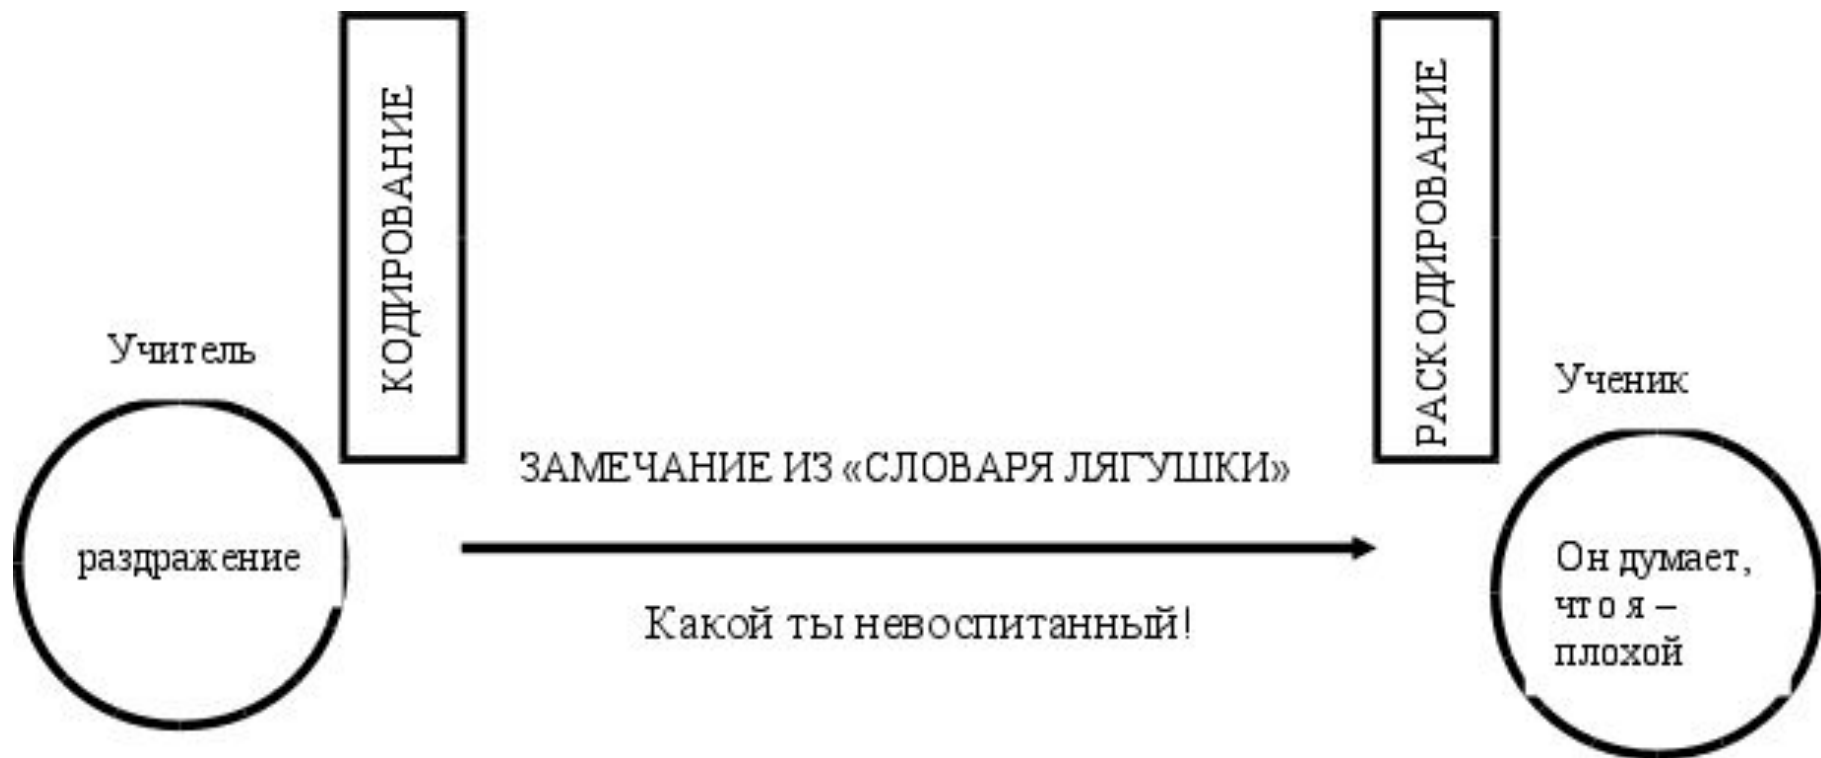 КОДИРОВАНИЕ
РАСКОДИРОВАНИЕ
Учитель
Ученик
ЗАМЕЧАНИЕ ИЗ «СЛОВАРЯ ЛЯГУШКИ»
раздражение
Какой ты невоспитанный!
Он думает,
что я –
плохой